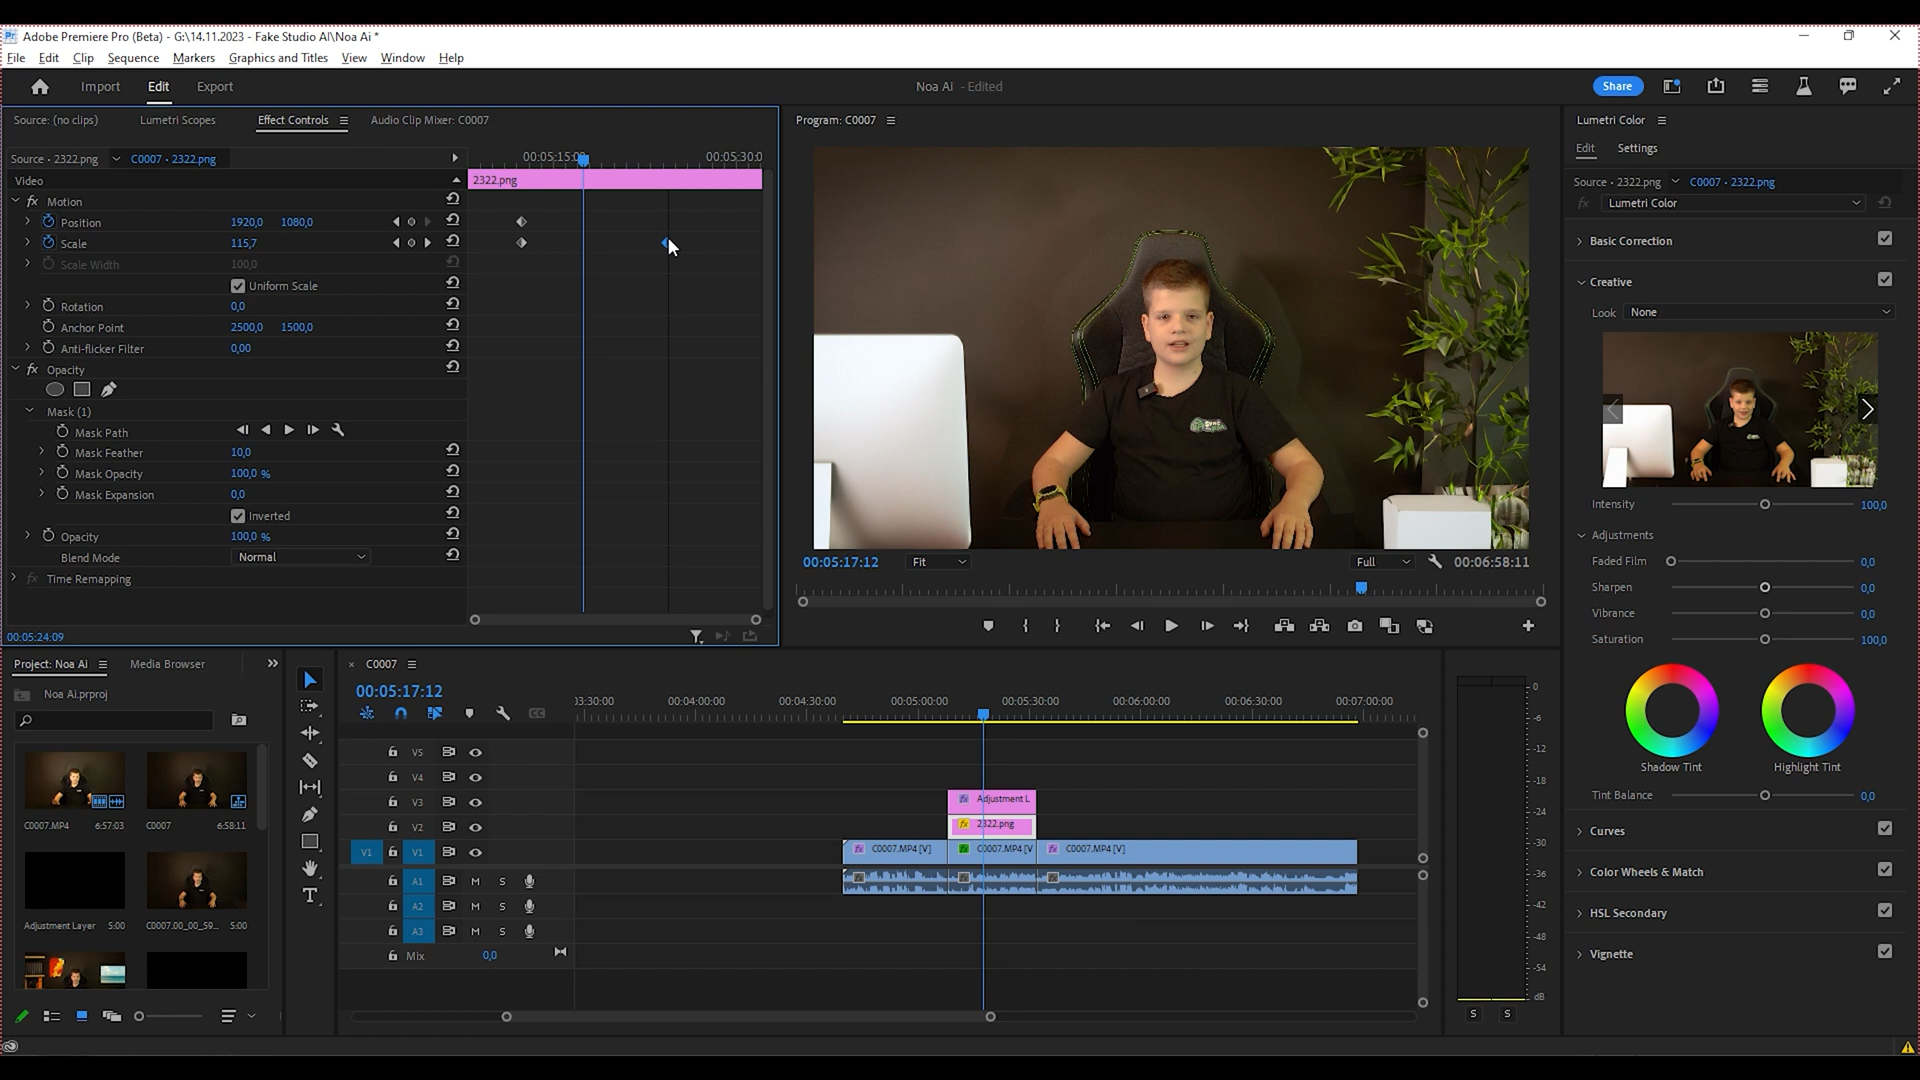 Adobe Premiere Pro (Beta) - G:\14.11.2023 - Fake Studio AI\Noa Ai *
File Edit Clip Sequence Markers Graphics and Titles View Window Help
Import Edit Export
Noa Ai - Edited
Share
Source: (no clips) Lumetri Scopes Effect Controls Audio Clip Mixer: C0007
Source • 2322.png C0007 • 2322.png
00:05:15:00 00:05:30:0
Video
2322.png
fx Motion
Position 1920,0 1080,0
Scale 115,7
Scale Width 100,0
Uniform Scale
Rotation 0,0
Anchor Point 2500,0 1500,0
Anti-flicker Filter 0,00
fx Opacity
Mask (1)
Mask Path
Mask Feather 10,0
Mask Opacity 100,0 %
Mask Expansion 0,0
Inverted
Opacity 100,0 %
Blend Mode Normal
fx Time Remapping
00:05:24:09
Program: C0007
00:05:17:12 Fit Full 00:06:58:11
Lumetri Color
Edit Settings
Source • 2322.png C0007 • 2322.png
fx Lumetri Color
Basic Correction
Creative
Look None
Intensity 100,0
Adjustments
Faded Film 0,0
Sharpen 0,0
Vibrance 0,0
Saturation 100,0
Shadow Tint Highlight Tint
Tint Balance 0,0
Curves
Color Wheels & Match
HSL Secondary
Vignette
Project: Noa Ai Media Browser
Noa Ai.prproj
C0007.MP4 6:57:03 C0007 6:58:11
Adjustment Layer 5:00 C0007.00_00_59... 5:00
C0007
00:05:17:12
03:30:00 00:04:00:00 00:04:30:00 00:05:00:00 00:05:30:00 00:06:00:00 00:06:30:00 00:07:00:00
V5
V4
V3 fx Adjustment L
V2 fx 2322.png
V1 V1 fx C0007.MP4 [V] fx C0007.MP4 [V fx C0007.MP4 [V]
A1 M S
A2 M S
A3 M S
Mix 0,0
0
-6
-12
-18
-24
-30
-36
-42
-48
-54
dB
S S